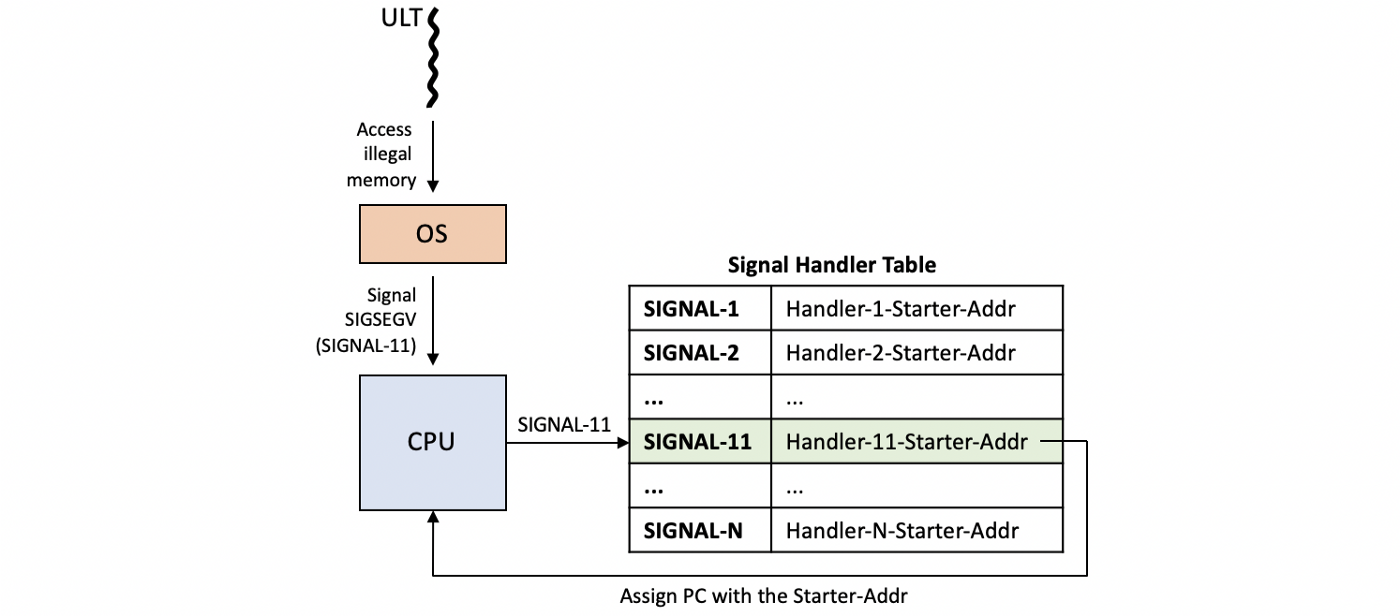 ULT
Access
illegal
memory
OS
Signal
SIGSEGV
(SIGNAL-11)
CPU
SIGNAL-11
Signal Handler Table
SIGNAL-1 Handler-1-Starter-Addr
SIGNAL-2 Handler-2-Starter-Addr
... ...
SIGNAL-11 Handler-11-Starter-Addr
... ...
SIGNAL-N Handler-N-Starter-Addr
Assign PC with the Starter-Addr